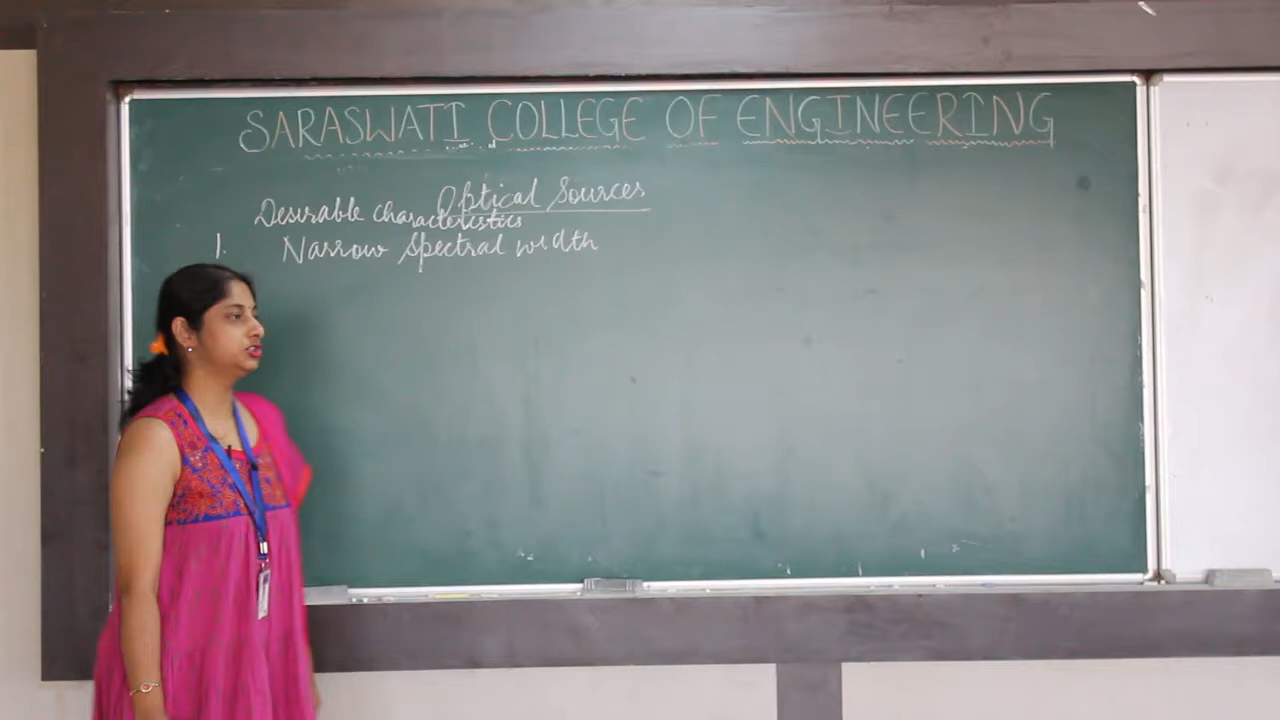 SARASWATI COLLEGE OF ENGINEERING
Optical Sources
Desirable characteristics
1. Narrow Spectral width